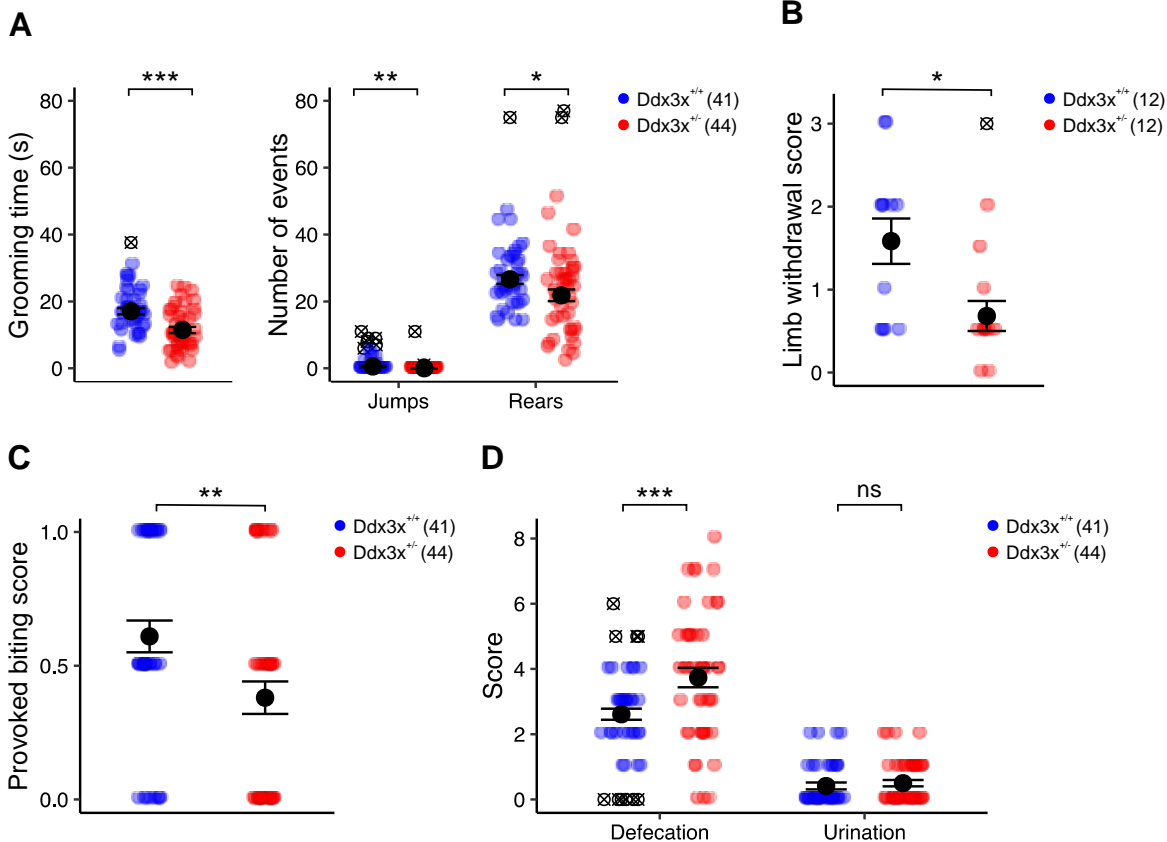 A
Grooming time (s)
80
60
40
20
0
***
Number of events
80
60
40
20
0
**
*
Jumps
Rears
Ddx3x+/+ (41)
Ddx3x+/- (44)
B
Limb withdrawal score
3
2
1
0
*
Ddx3x+/+ (12)
Ddx3x+/- (12)
C
Provoked biting score
1.0
0.5
0.0
**
Ddx3x+/+ (41)
Ddx3x+/- (44)
D
Score
8
6
4
2
0
***
ns
Defecation
Urination
Ddx3x+/+ (41)
Ddx3x+/- (44)